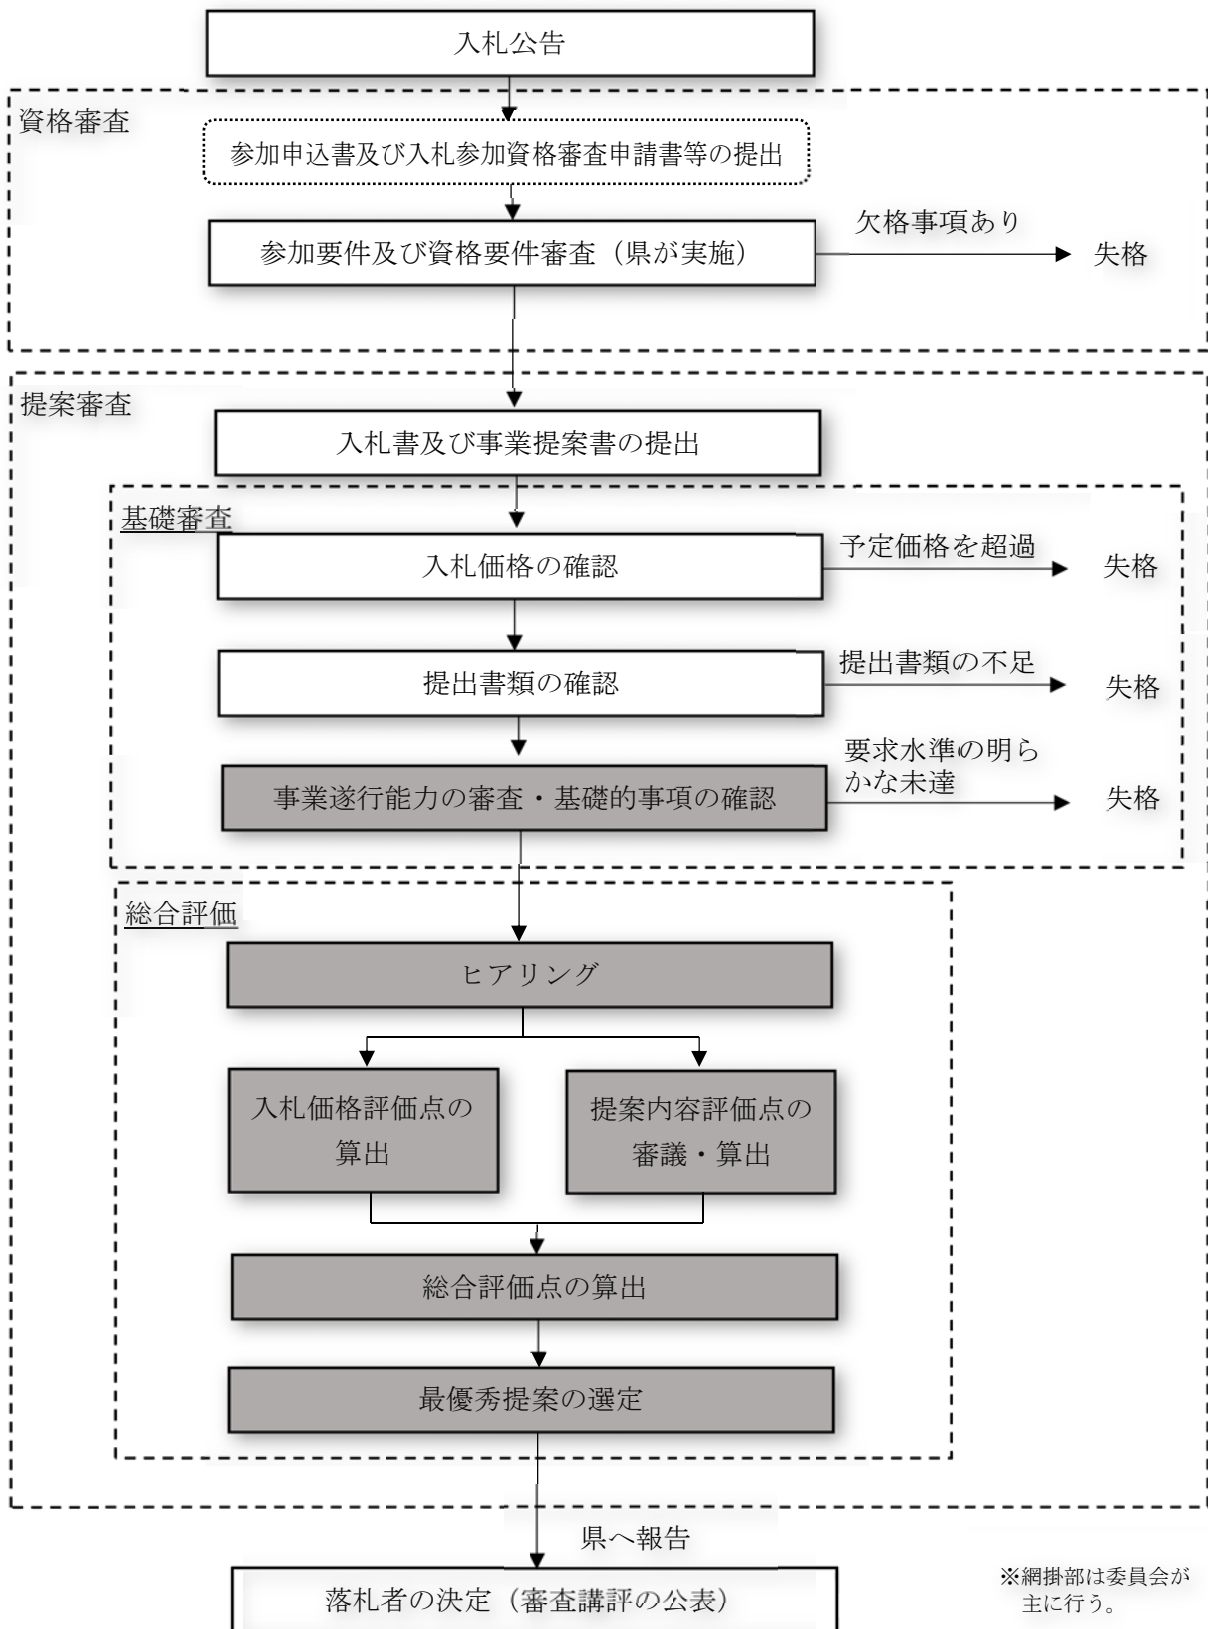 入札公告
資格審査
参加申込書及び入札参加資格審査申請書等の提出
参加要件及び資格要件審査（県が実施）
欠格事項あり
失格
提案審査
入札書及び事業提案書の提出
基礎審査
入札価格の確認
予定価格を超過
失格
提出書類の確認
提出書類の不足
失格
事業遂行能力の審査・基礎的事項の確認
要求水準の明ら
かな未達
失格
総合評価
ヒアリング
入札価格評価点の
算出
提案内容評価点の
審議・算出
総合評価点の算出
最優秀提案の選定
県へ報告
落札者の決定（審査講評の公表）
※網掛部は委員会が
主に行う。